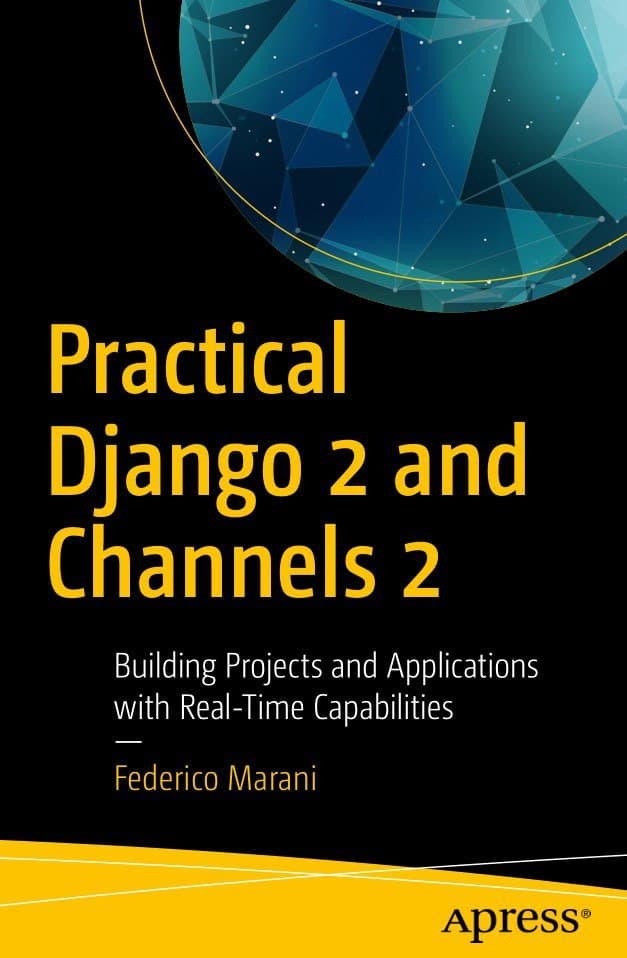 Practical
Django 2 and
Channels 2
Building Projects and Applications
with Real-Time Capabilities
—
Federico Marani
Apress®